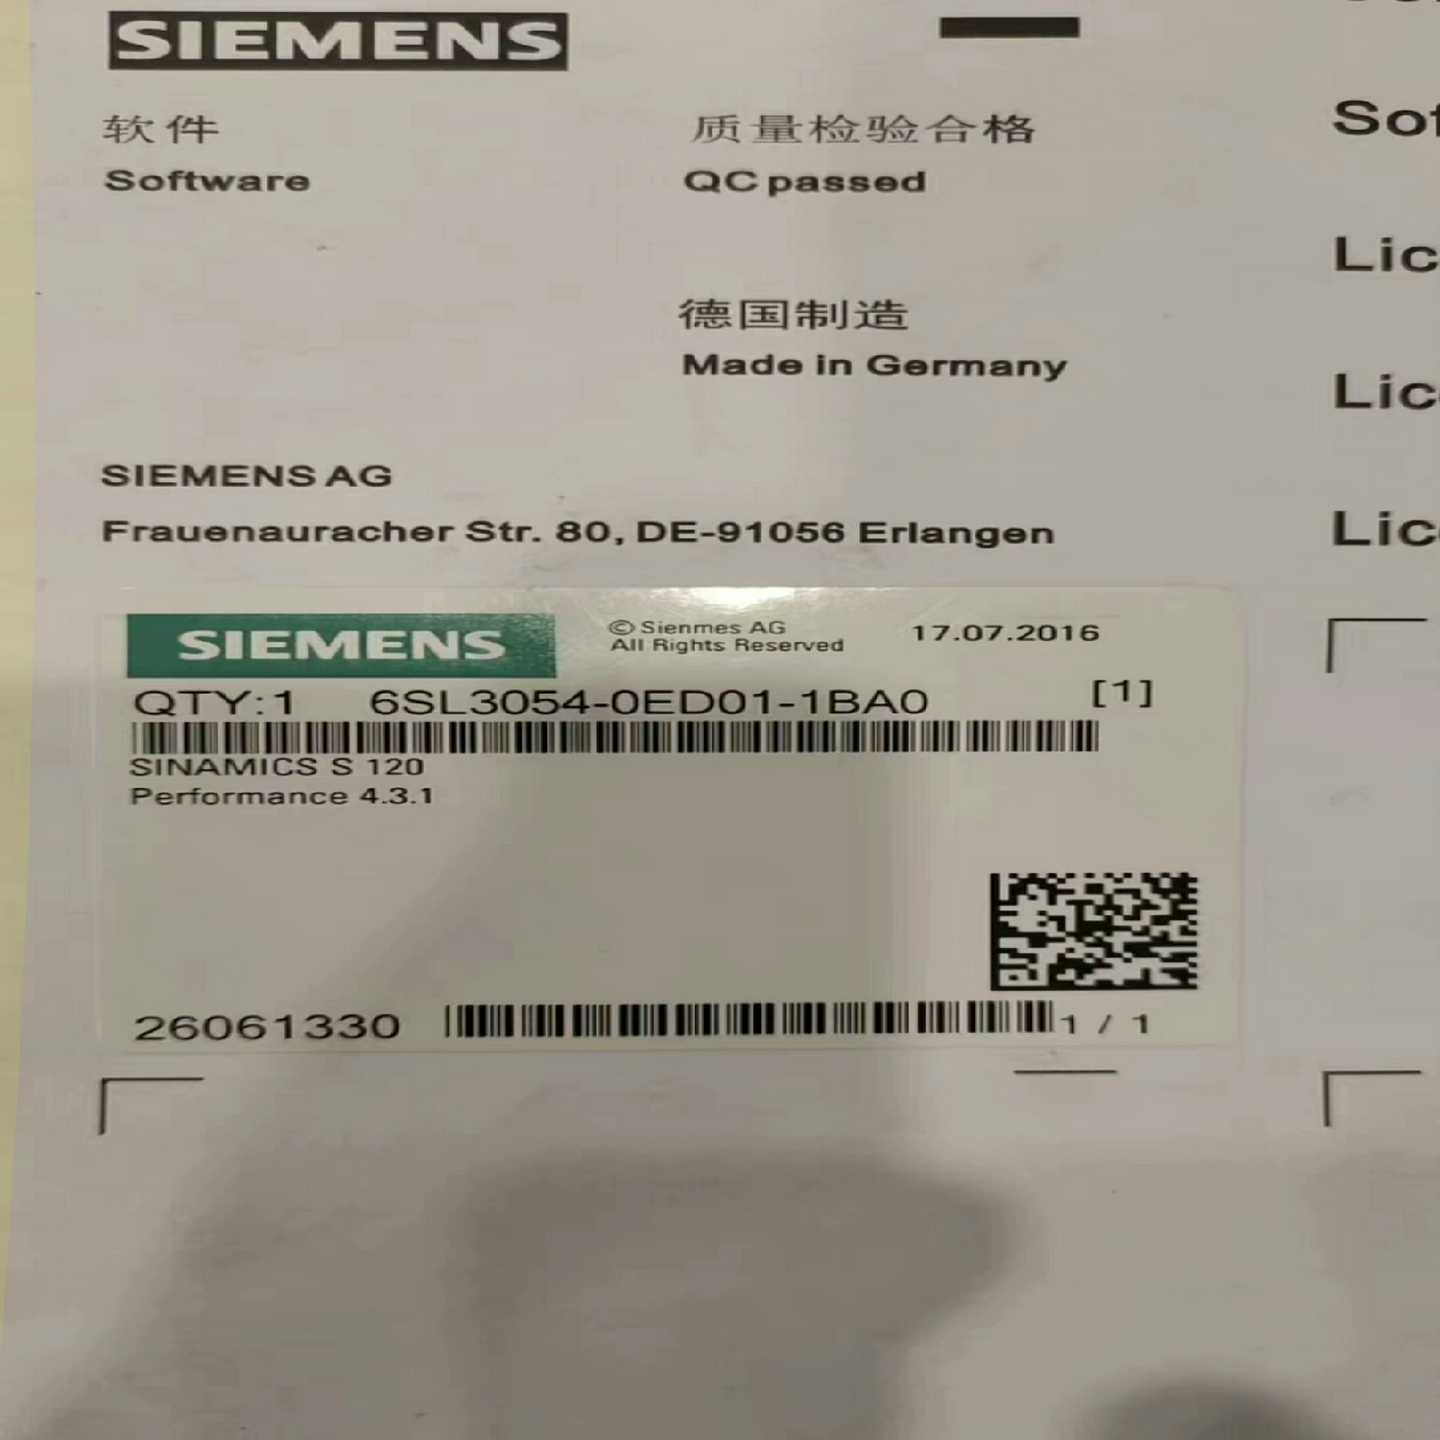 SIEMENS
软件
Software
质量检验合格
QC passed
德国制造
Made in Germany
SIEMENS AG
Frauenauracher Str. 80, DE-91056 Erlangen
Sof
Lic
Lic
Lic
SIEMENS
© Sienmes AG
All Rights Reserved
17.07.2016
QTY:1 6SL3054-0ED01-1BA0 [1]
SINAMICS S 120
Performance 4.3.1
26061330
1 / 1